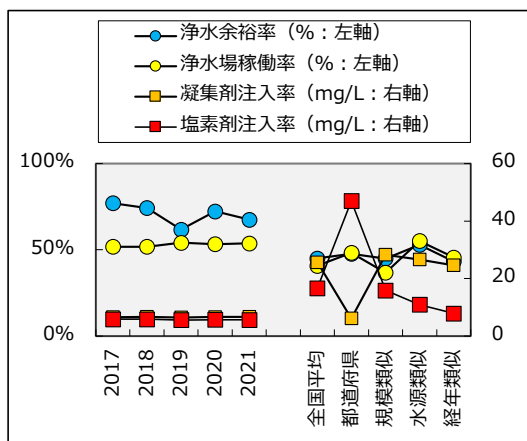 浄水余裕率（%：左軸）
浄水場稼働率（%：左軸）
凝集剤注入率（mg/L：右軸）
塩素剤注入率（mg/L：右軸）
100%
50%
0%
60
40
20
0
2017
2018
2019
2020
2021
全国平均
都道府県
規模類似
水源類似
経年類似